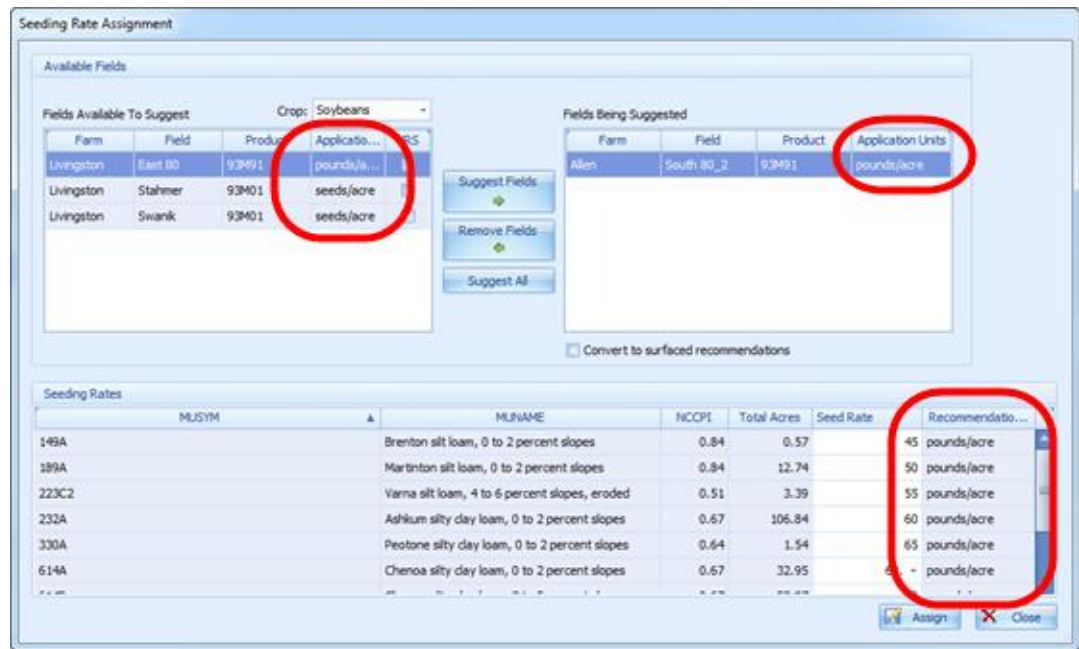 Seeding Rate Assignment
Available Fields
Fields Available To Suggest Crop: Soybeans
Farm Field Product Applicatio... RS
Livingston East 80 93M91 pounds/a...
Livingston Stahmer 93M01 seeds/acre
Livingston Swanik 93M01 seeds/acre
Suggest Fields
Remove Fields
Suggest All
Fields Being Suggested
Farm Field Product Application Units
Allen South 80_2 93M91 pounds/acre
Convert to surfaced recommendations
Seeding Rates
MUSYM MUNAME NCCPI Total Acres Seed Rate Recommendatio...
149A Brenton silt loam, 0 to 2 percent slopes 0.84 0.57 45 pounds/acre
189A Martinton silt loam, 0 to 2 percent slopes 0.84 12.74 50 pounds/acre
223C2 Varna silt loam, 4 to 6 percent slopes, eroded 0.51 3.39 55 pounds/acre
232A Ashkum silty clay loam, 0 to 2 percent slopes 0.67 106.84 60 pounds/acre
330A Peotone silty clay loam, 0 to 2 percent slopes 0.64 1.54 65 pounds/acre
614A Chenoa silty clay loam, 0 to 2 percent slopes 0.67 32.95 pounds/acre
Assign Close